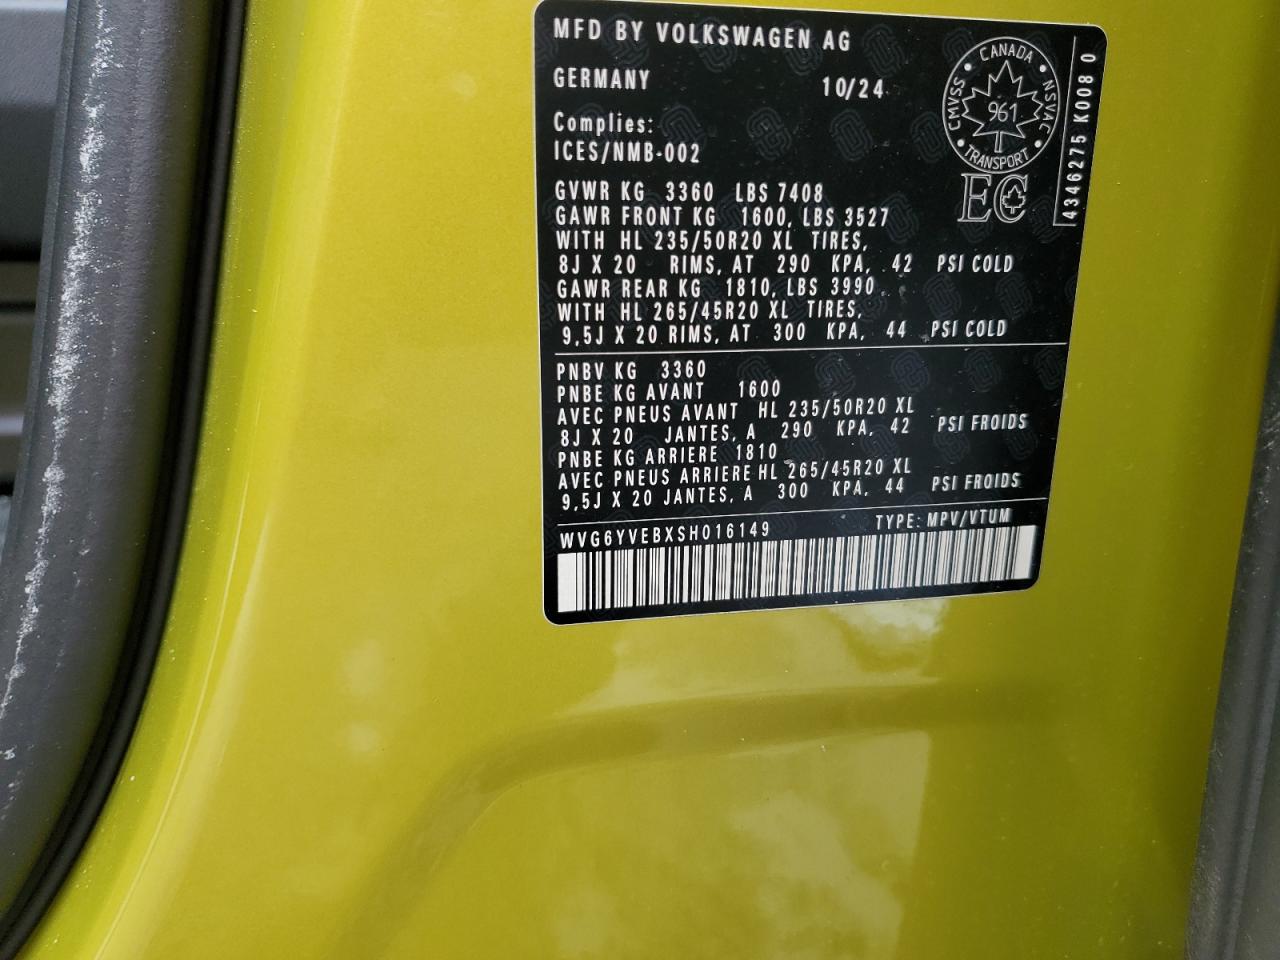 MFD BY VOLKSWAGEN AG
GERMANY 10/24
Complies:
ICES/NMB-002
CANADA
CMVSS
NSVAC
961
TRANSPORT
EC
4346275 K008 0
GVWR KG 3360 LBS 7408
GAWR FRONT KG 1600, LBS 3527
WITH HL 235/50R20 XL TIRES,
8J X 20 RIMS, AT 290 KPA, 42 PSI COLD
GAWR REAR KG 1810, LBS 3990
WITH HL 265/45R20 XL TIRES,
9,5J X 20 RIMS, AT 300 KPA, 44 PSI COLD
PNBV KG 3360
PNBE KG AVANT 1600
AVEC PNEUS AVANT HL 235/50R20 XL
8J X 20 JANTES, A 290 KPA, 42 PSI FROIDS
PNBE KG ARRIERE 1810
AVEC PNEUS ARRIERE HL 265/45R20 XL
9,5J X 20 JANTES, A 300 KPA, 44 PSI FROIDS
WVG6YVEBXSH016149 TYPE: MPV/VTUM